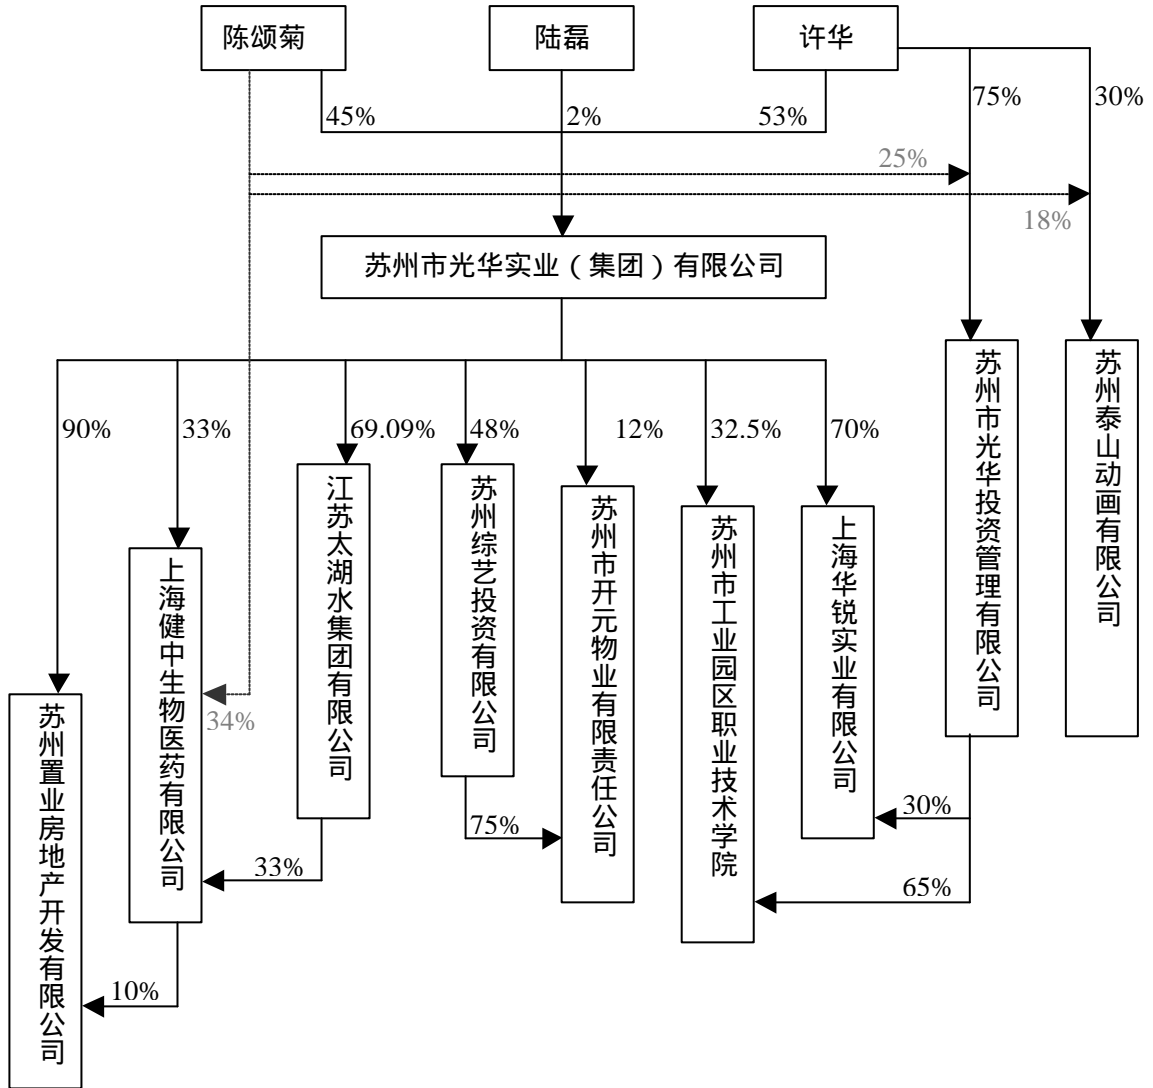 陈颂菊
陆磊
许华
45%
2%
53%
75%
30%
25%
18%
苏州市光华实业（集团）有限公司
90%
33%
69.09%
48%
12%
32.5%
70%
苏州置业房地产开发有限公司
上海健中生物医药有限公司
江苏太湖水集团有限公司
苏州综艺投资有限公司
苏州市开元物业有限责任公司
苏州市工业园区职业技术学院
上海华锐实业有限公司
苏州市光华投资管理有限公司
苏州泰山动画有限公司
34%
75%
30%
33%
65%
10%